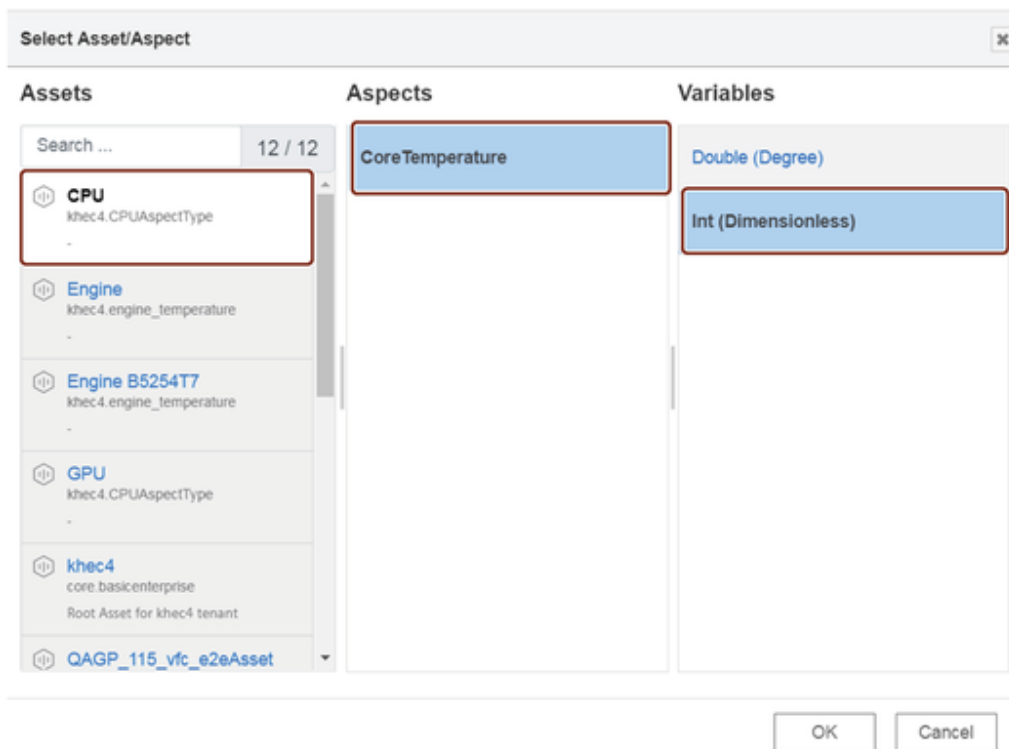 Select Asset/Aspect
Assets
Aspects
Variables
Search ...
12 / 12
CPU
khec4.CPUAspectType
-
Engine
khec4.engine_temperature
-
Engine B5254T7
khec4.engine_temperature
-
GPU
khec4.CPUAspectType
-
khec4
core.basicenterprise
Root Asset for khec4 tenant
QAGP_115_vfc_e2eAsset
CoreTemperature
Double (Degree)
Int (Dimensionless)
OK
Cancel